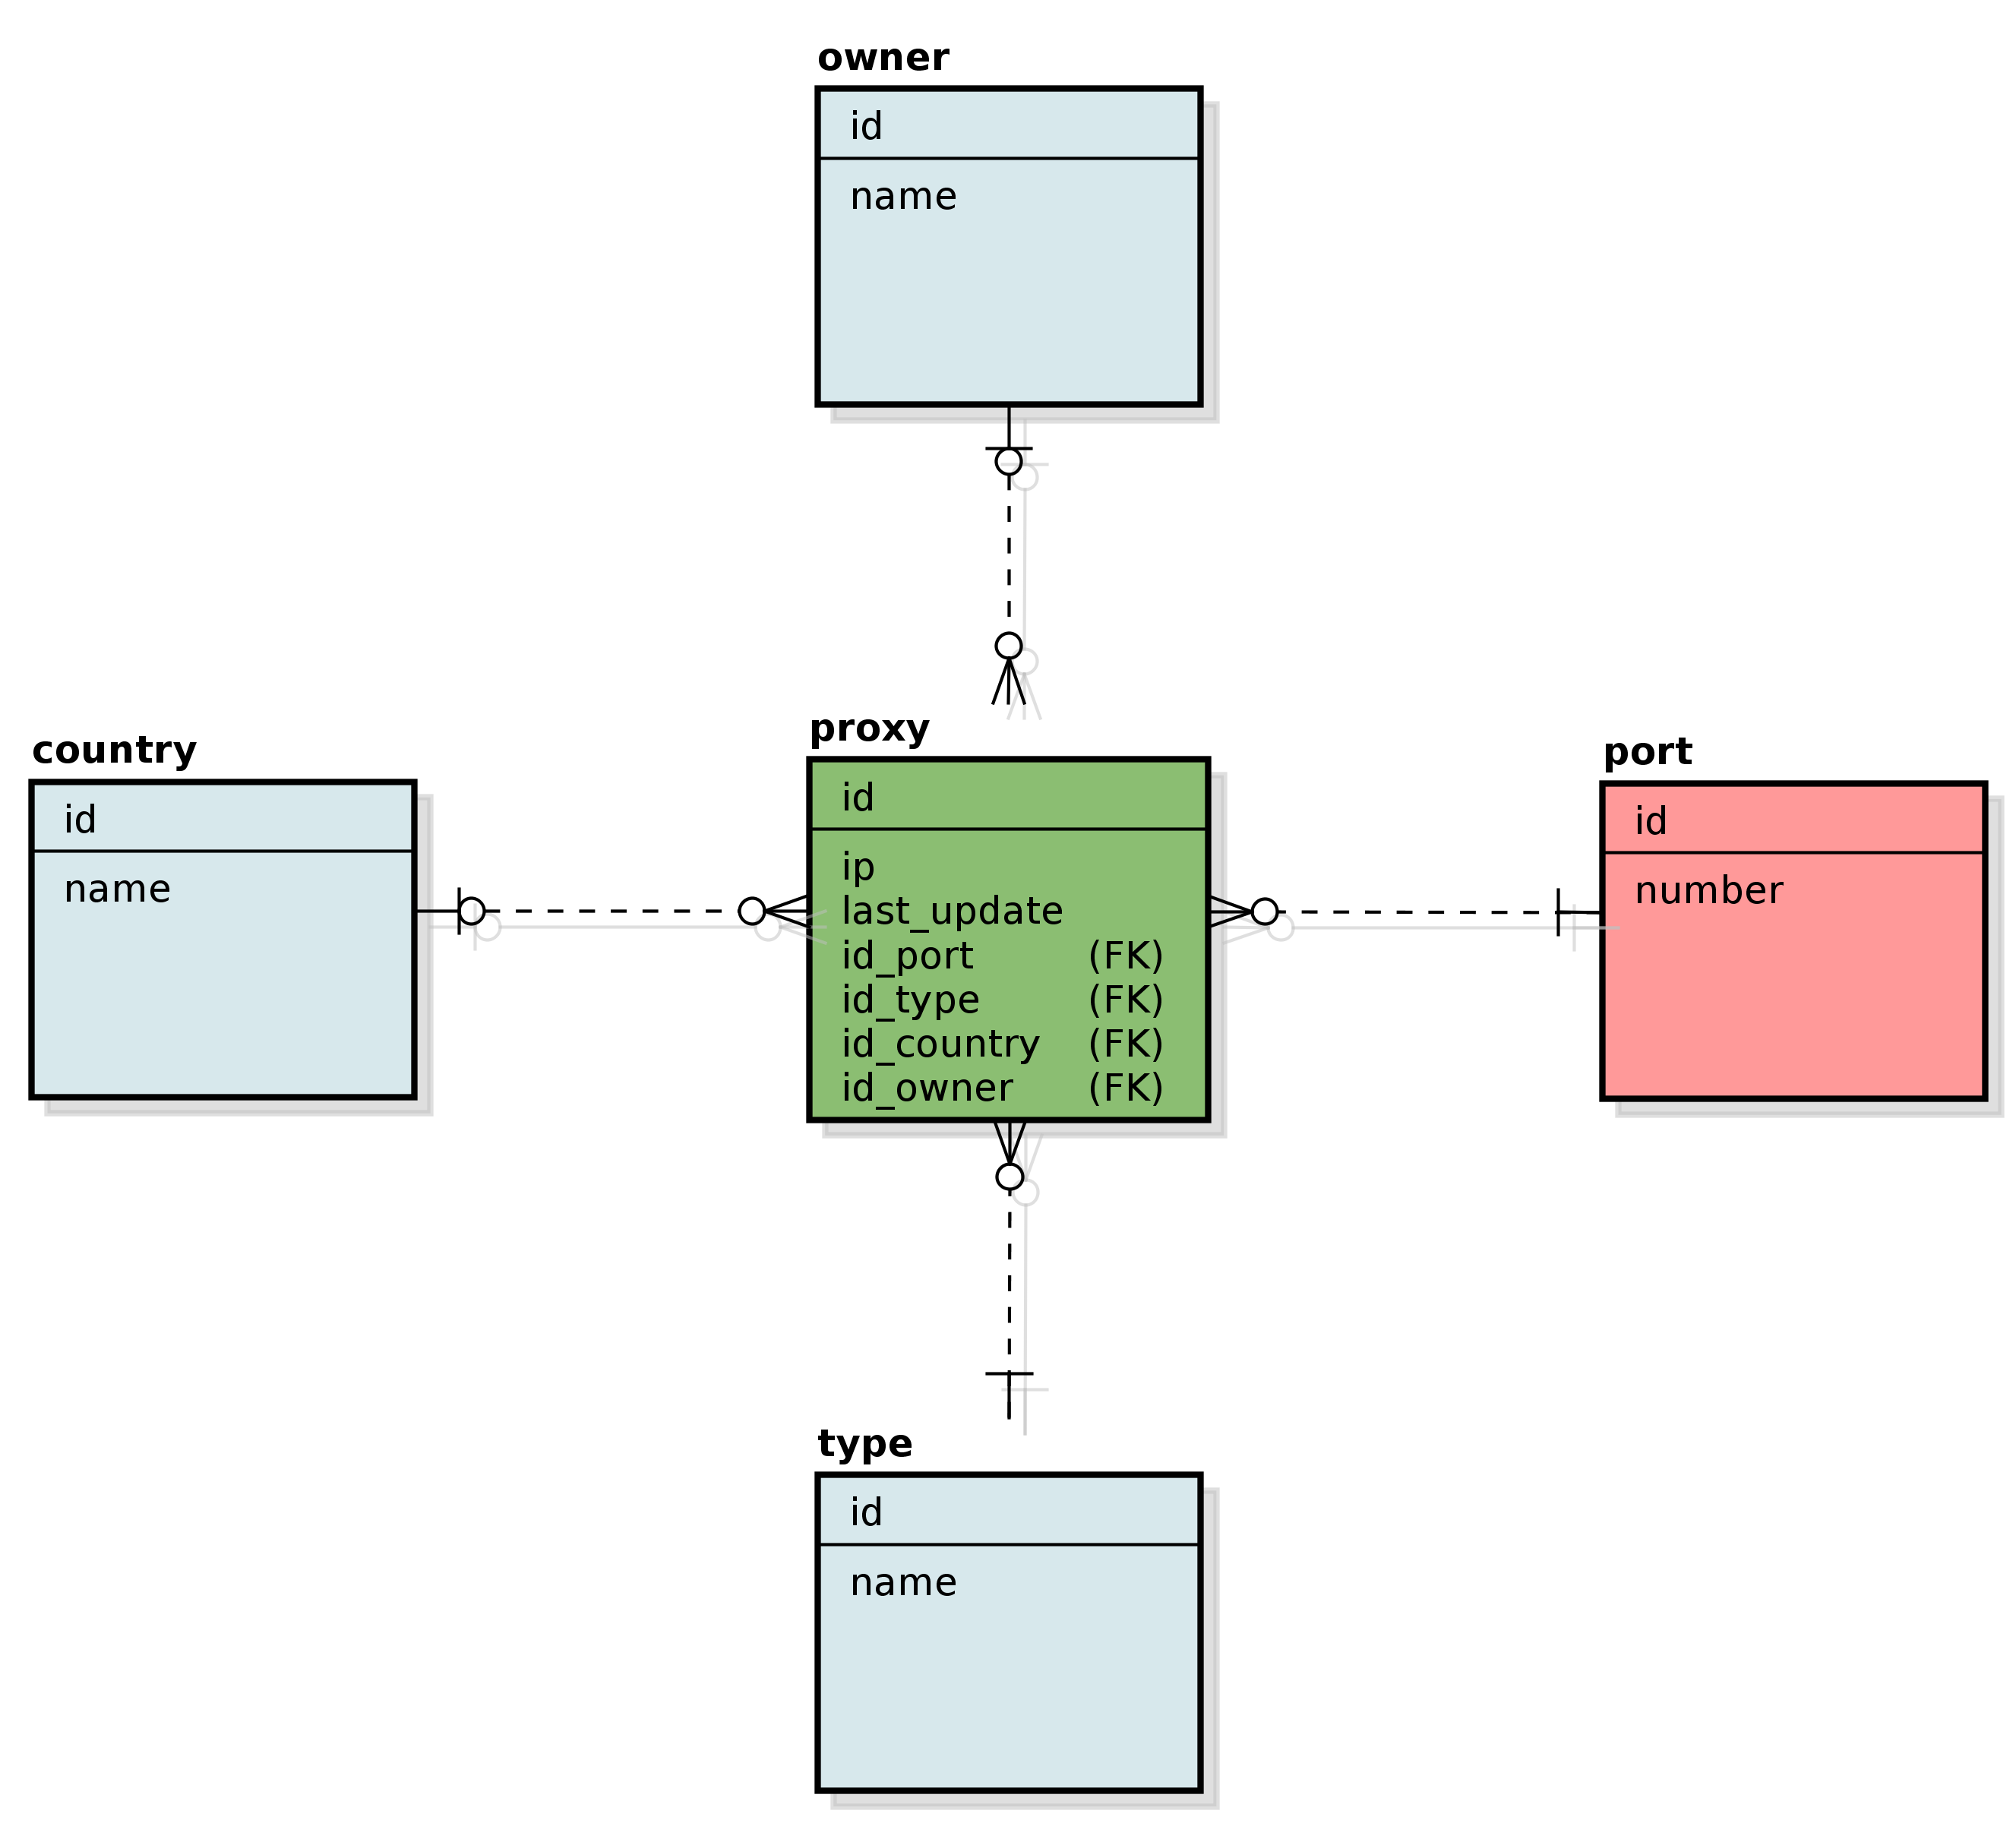 owner
id
name
country
id
name
proxy
id
ip
last_update
id_port (FK)
id_type (FK)
id_country (FK)
id_owner (FK)
port
id
number
type
id
name